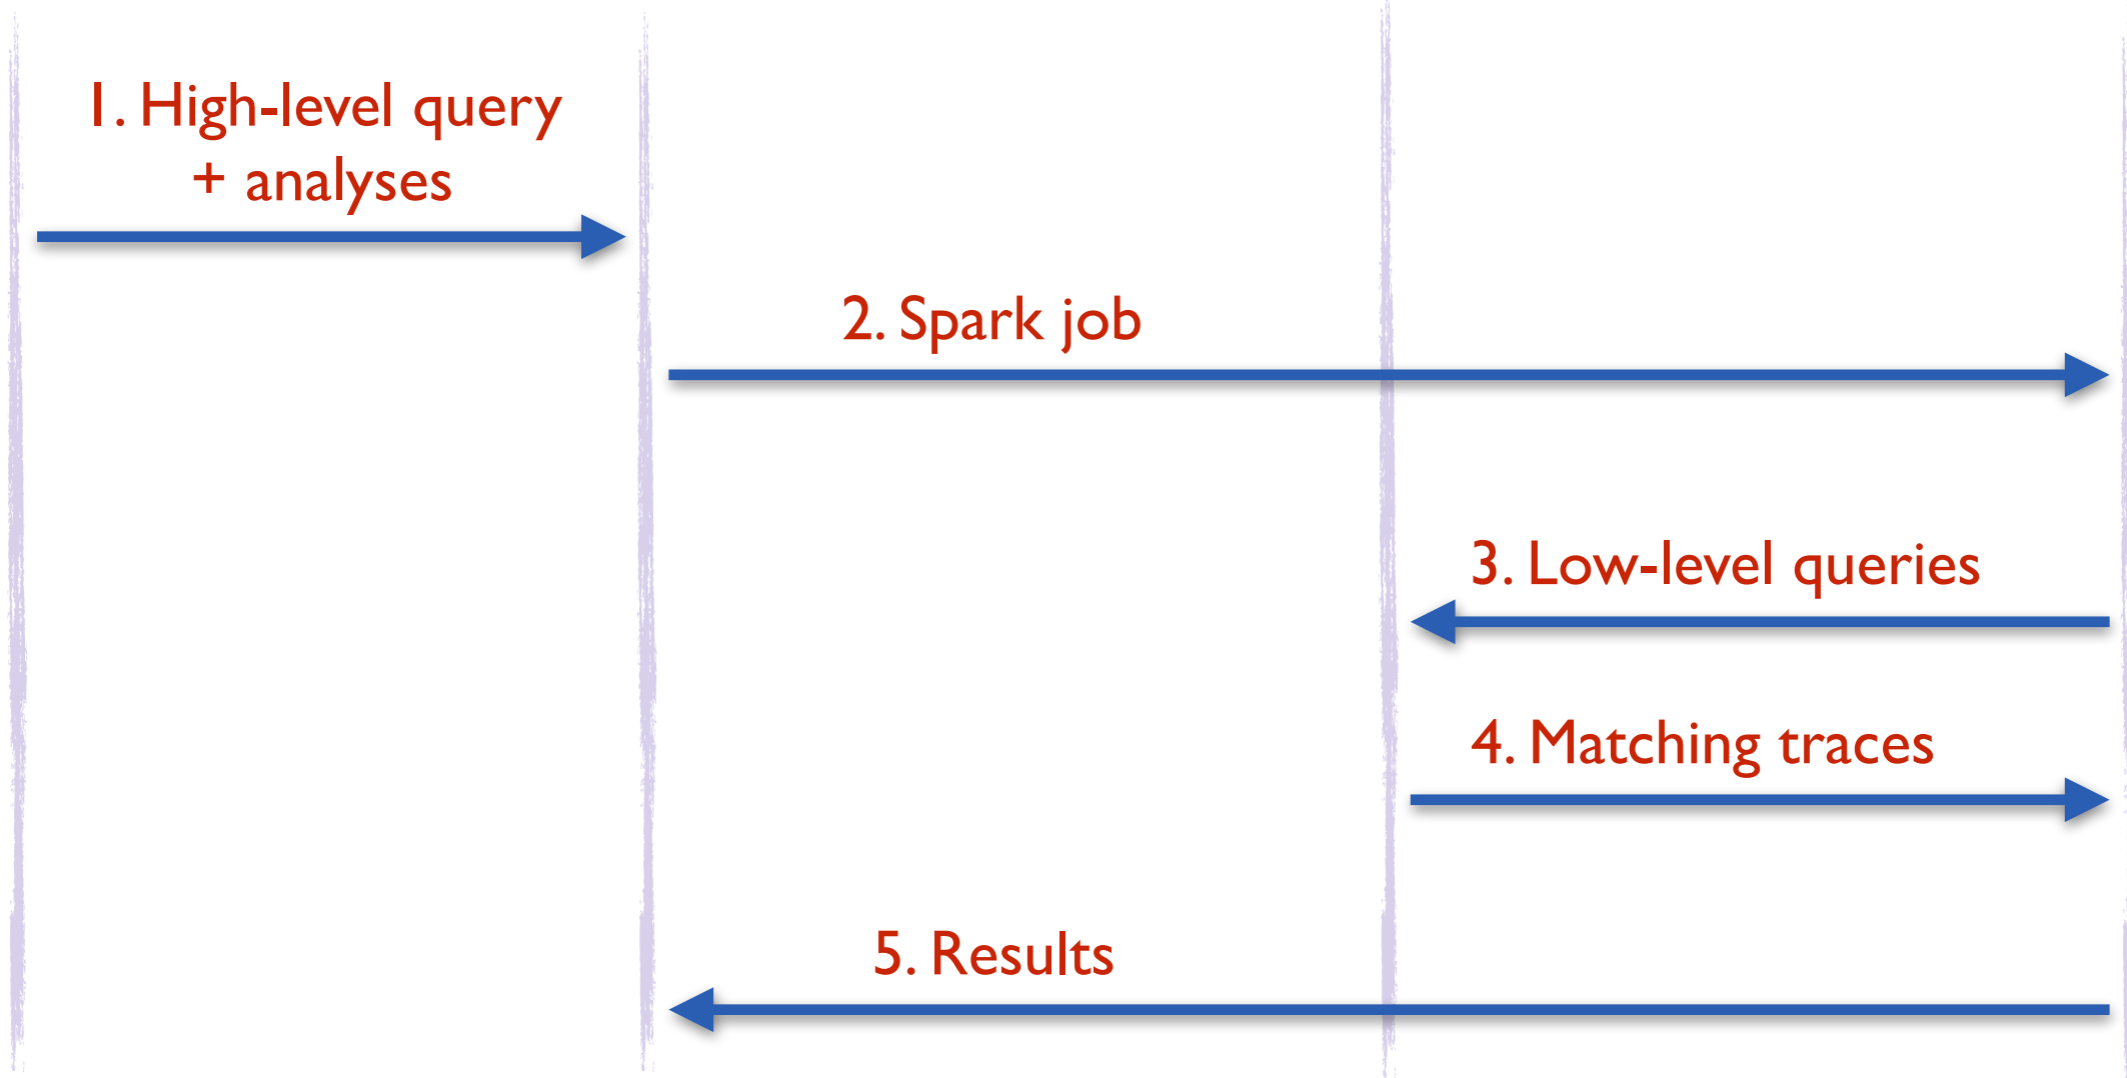 1. High-level query
+ analyses
2. Spark job
3. Low-level queries
4. Matching traces
5. Results